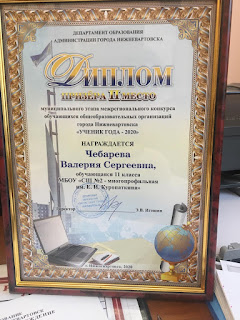 ДЕПАРТАМЕНТ ОБРАЗОВАНИЯ
АДМИНИСТРАЦИИ ГОРОДА НИЖНЕВАРТОВСКА
ДИПЛОМ
ПРИЗЕРА II МЕСТО
муниципального этапа межрегионального конкурса
обучающихся общеобразовательных организаций
города Нижневартовска
«УЧЕНИК ГОДА - 2020»
НАГРАЖДАЕТСЯ
Чебарева
Валерия Сергеевна,
обучающаяся 11 класса
МБОУ «СШ №2 - многопрофильная
им. Е. И. Куропаткина»
Директор
г. Нижневартовск, 2020